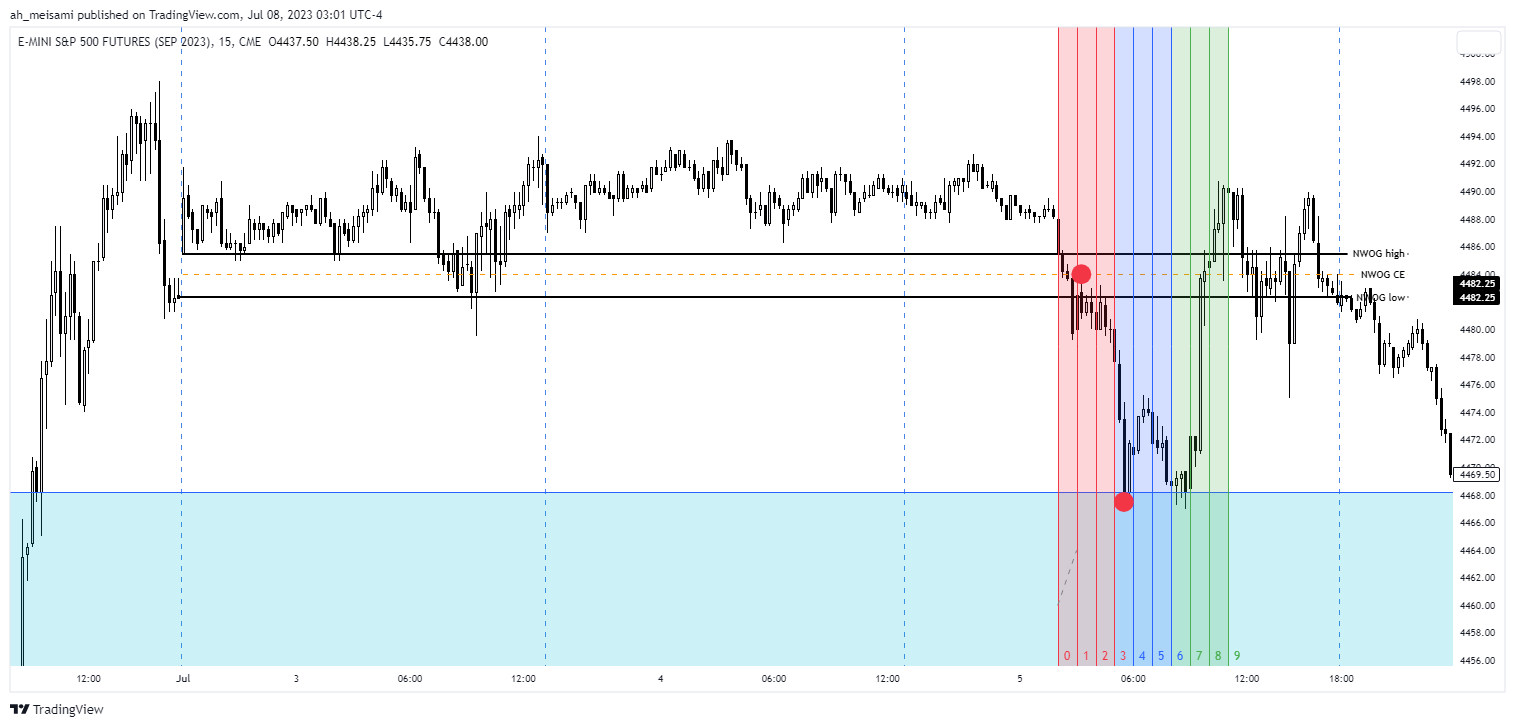 ah_meisami published on TradingView.com, Jul 08, 2023 03:01 UTC-4
E-MINI S&P 500 FUTURES (SEP 2023), 15, CME O4437.50 H4438.25 L4435.75 C4438.00
4498.00
4496.00
4494.00
4492.00
4490.00
4488.00
NWOG high
4486.00
NWOG CE
4484.00
4482.25
NWOG low
4482.25
4480.00
4478.00
4476.00
4474.00
4472.00
4469.50
4468.00
4466.00
4464.00
4462.00
4460.00
4458.00
0 1 2 3 4 5 6 7 8 9
4456.00
12:00 Jul 3 06:00 12:00 4 06:00 12:00 5 06:00 12:00 18:00
TradingView